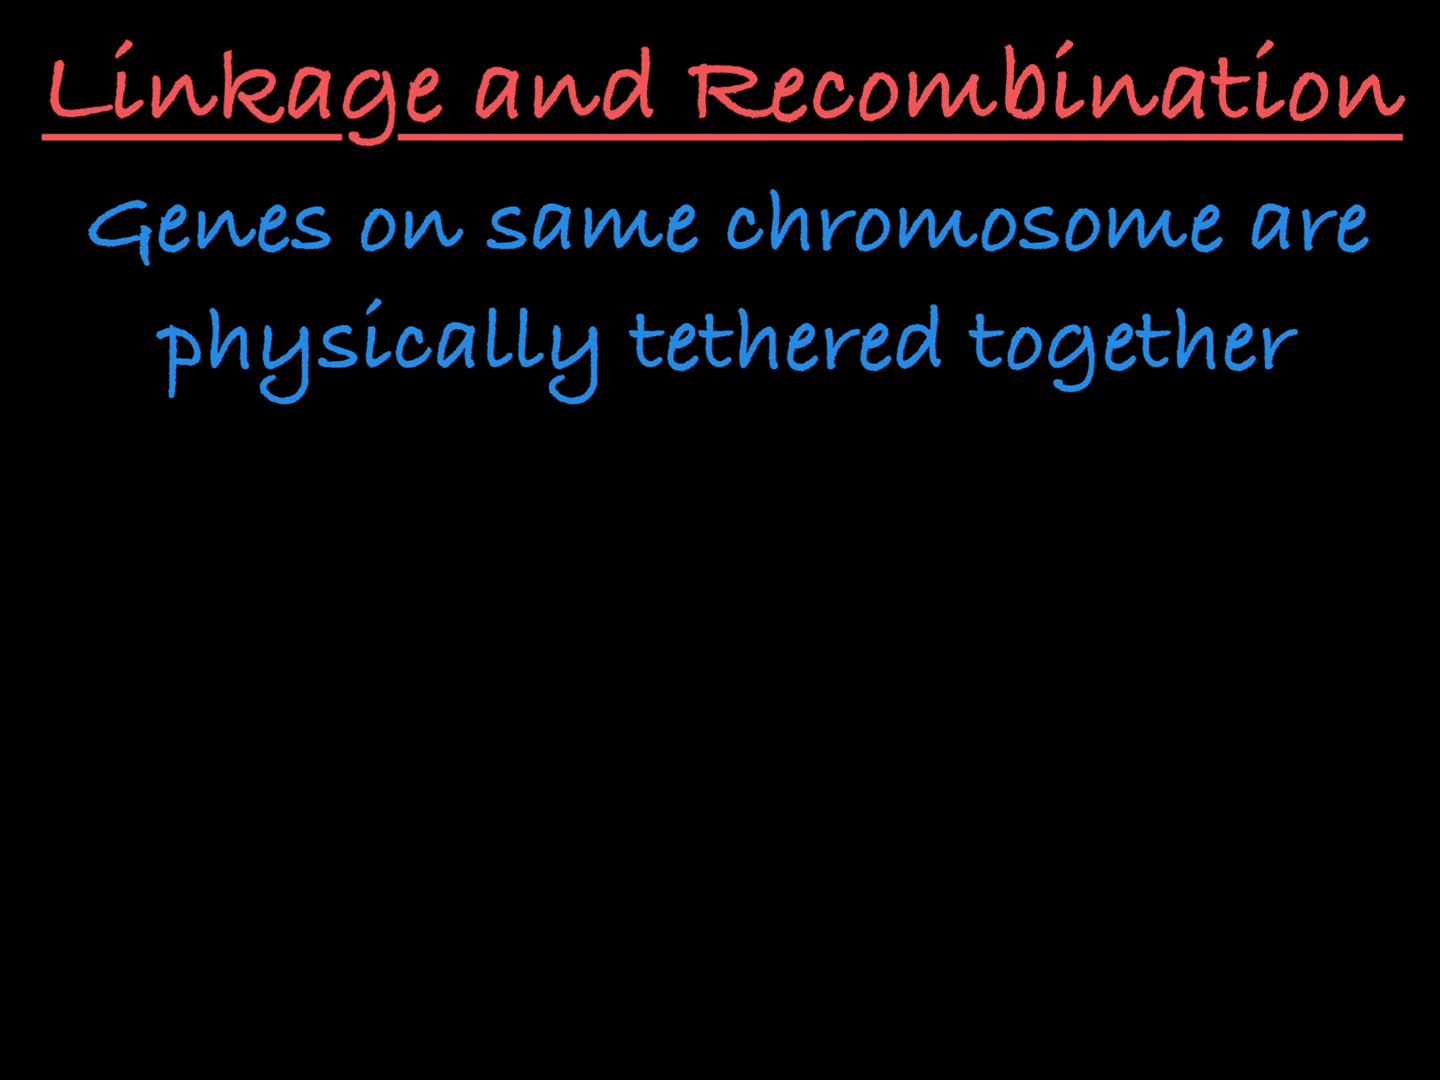 Linkage and Recombination
Genes on same chromosome are
physically tethered together